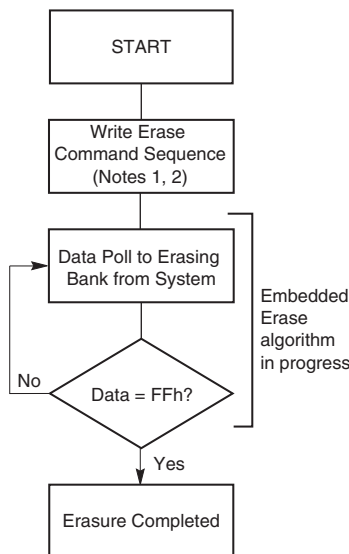 START
Write Erase
Command Sequence
(Notes 1, 2)
Data Poll to Erasing
Bank from System
Embedded
Erase
algorithm
in progress
Data = FFh?
No
Yes
Erasure Completed